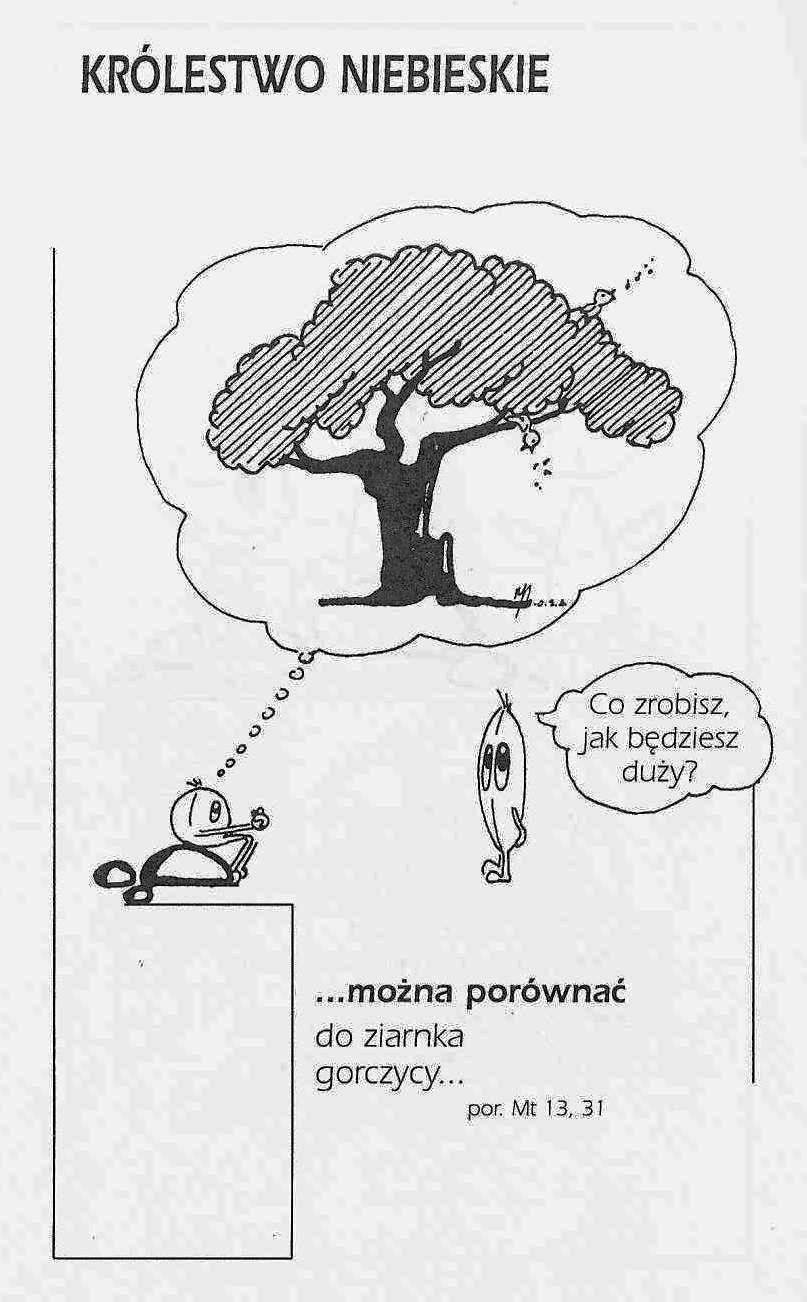 KRÓLESTWO NIEBIESKIE
Co zrobisz,
jak będziesz
duży?
...można porównać
do ziarnka
gorczycy...
por. Mt 13, 31